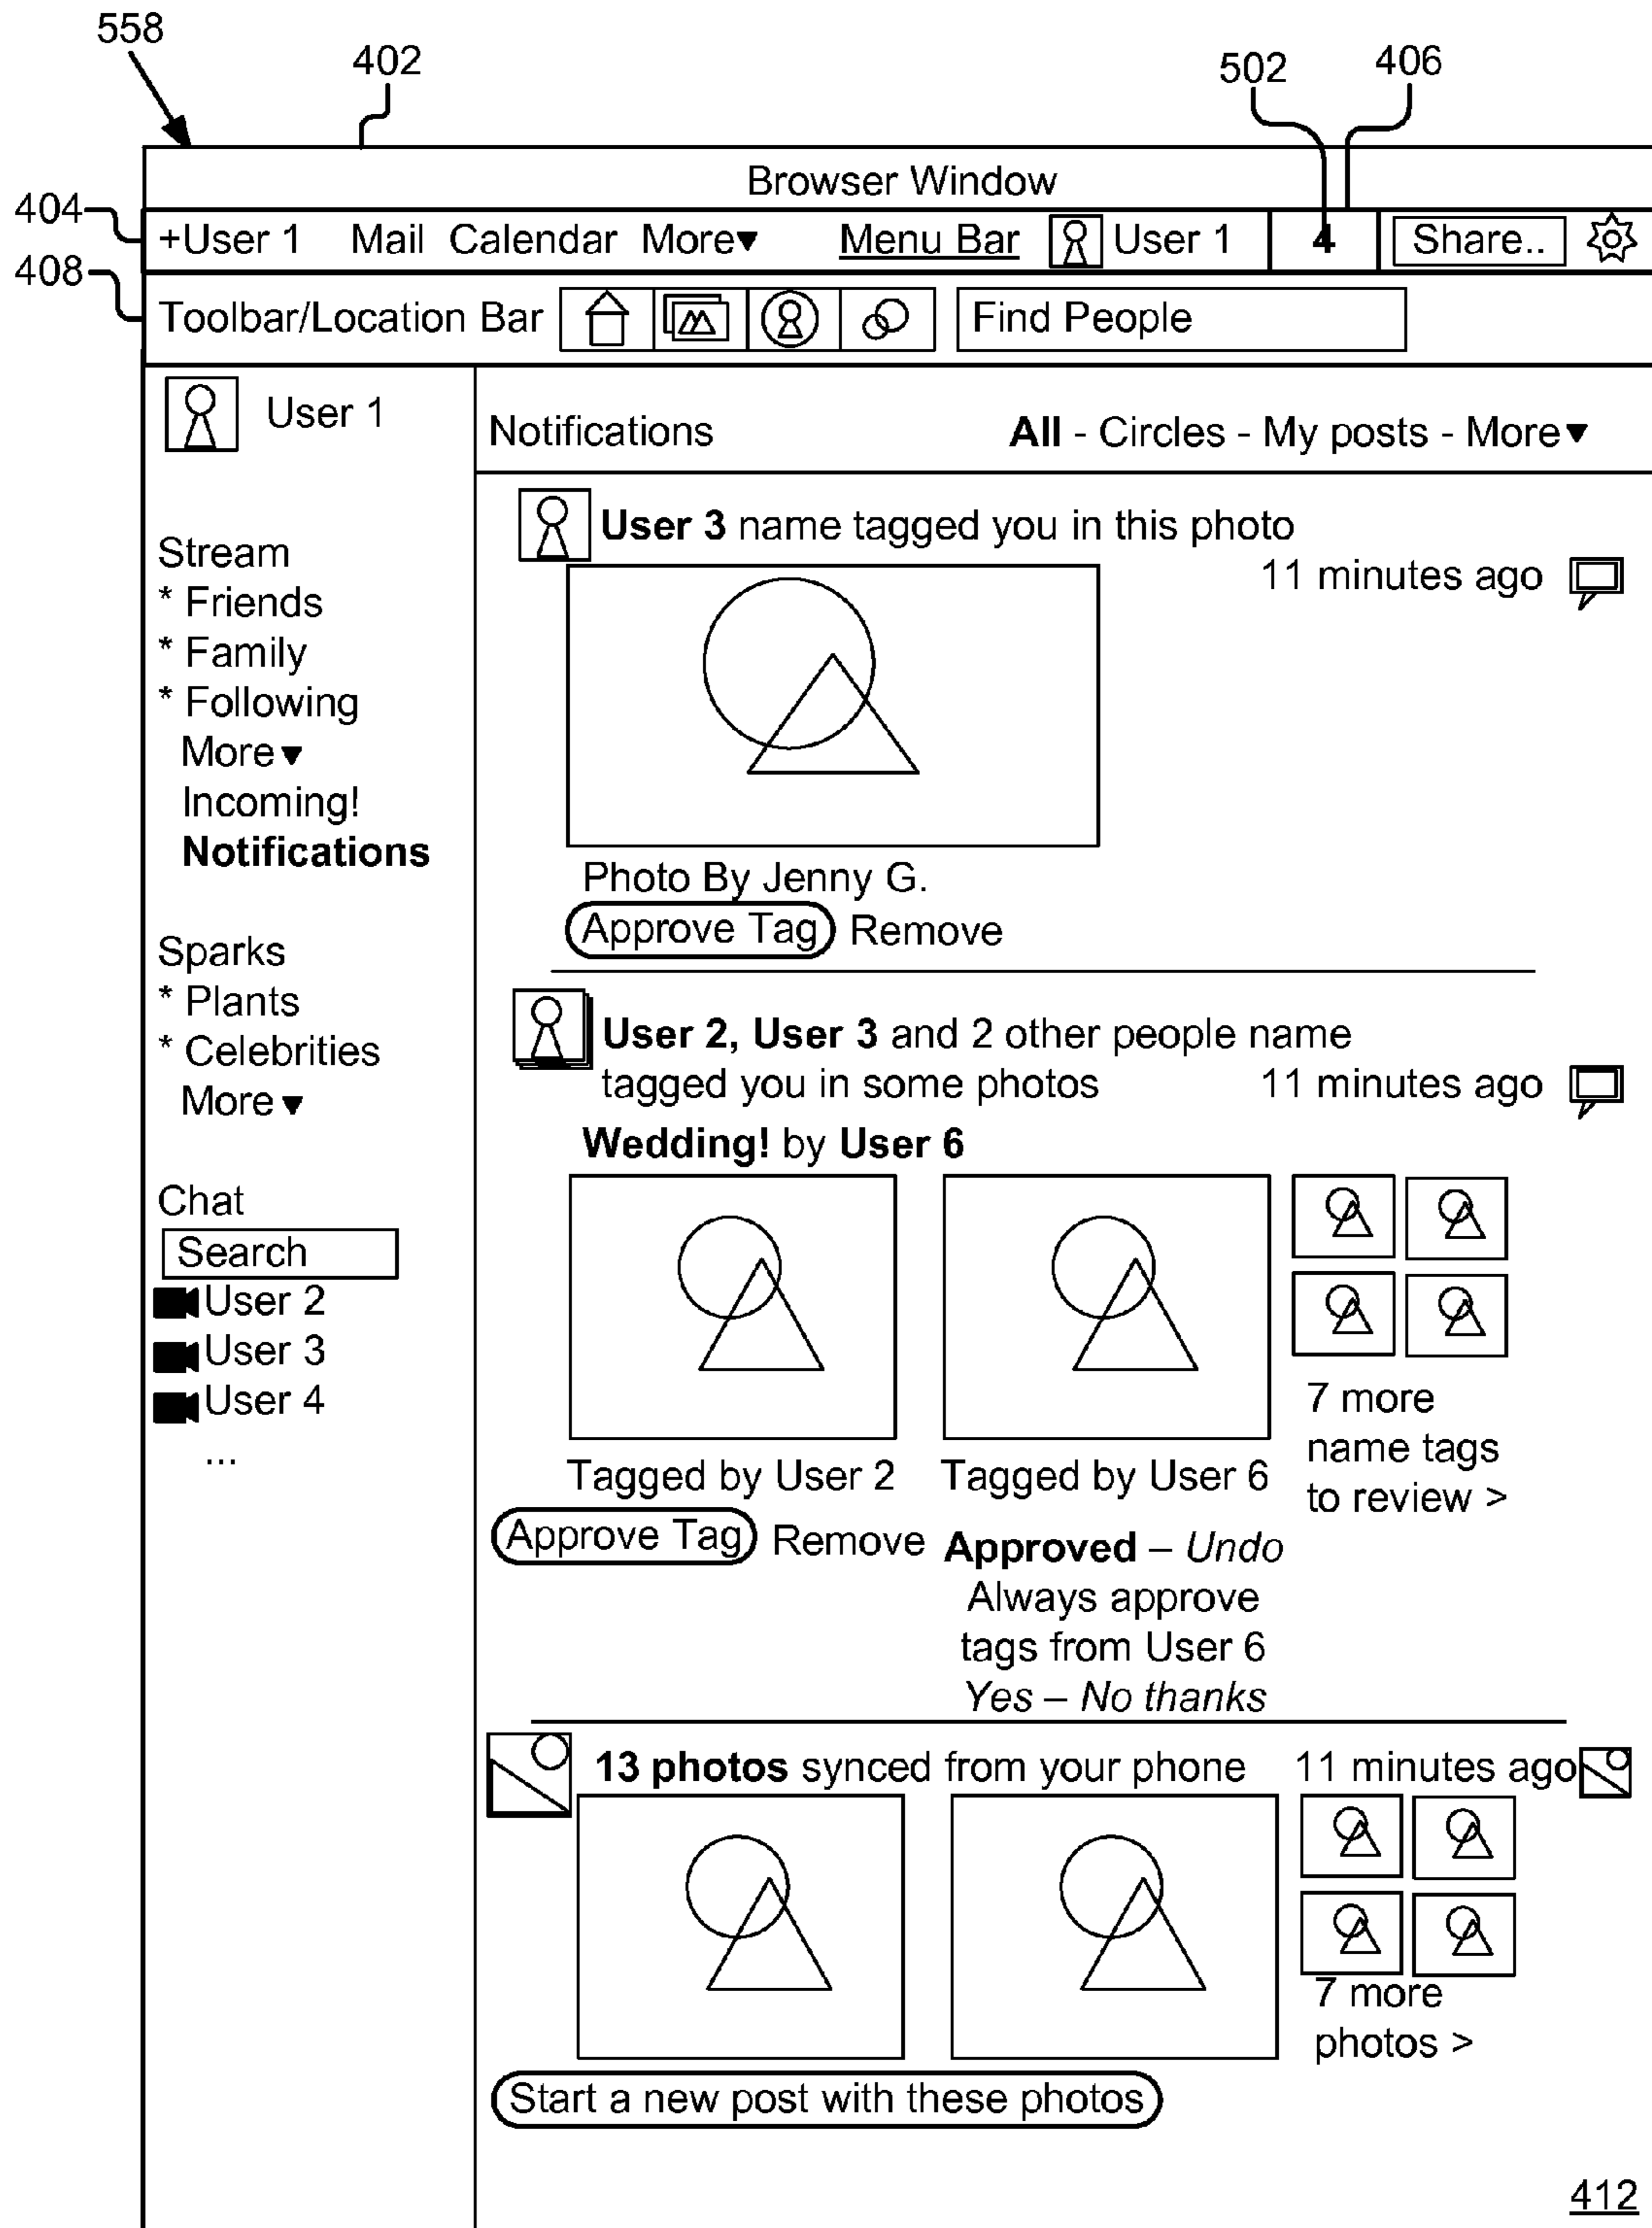 558
402
502
406
Browser Window
404
+User 1 Mail Calendar More▾ Menu Bar User 1 4 Share..
408
Toolbar/Location Bar Find People
User 1
Stream
* Friends
* Family
* Following
More▾
Incoming!
Notifications
Sparks
* Plants
* Celebrities
More▾
Chat
Search
User 2
User 3
User 4
...
Notifications All - Circles - My posts - More▾
User 3 name tagged you in this photo
11 minutes ago
Photo By Jenny G.
Approve Tag Remove
User 2, User 3 and 2 other people name
tagged you in some photos 11 minutes ago
Wedding! by User 6
Tagged by User 2
Approve Tag Remove
Tagged by User 6
Approved – Undo
Always approve
tags from User 6
Yes – No thanks
7 more
name tags
to review >
13 photos synced from your phone 11 minutes ago
7 more
photos >
Start a new post with these photos
412